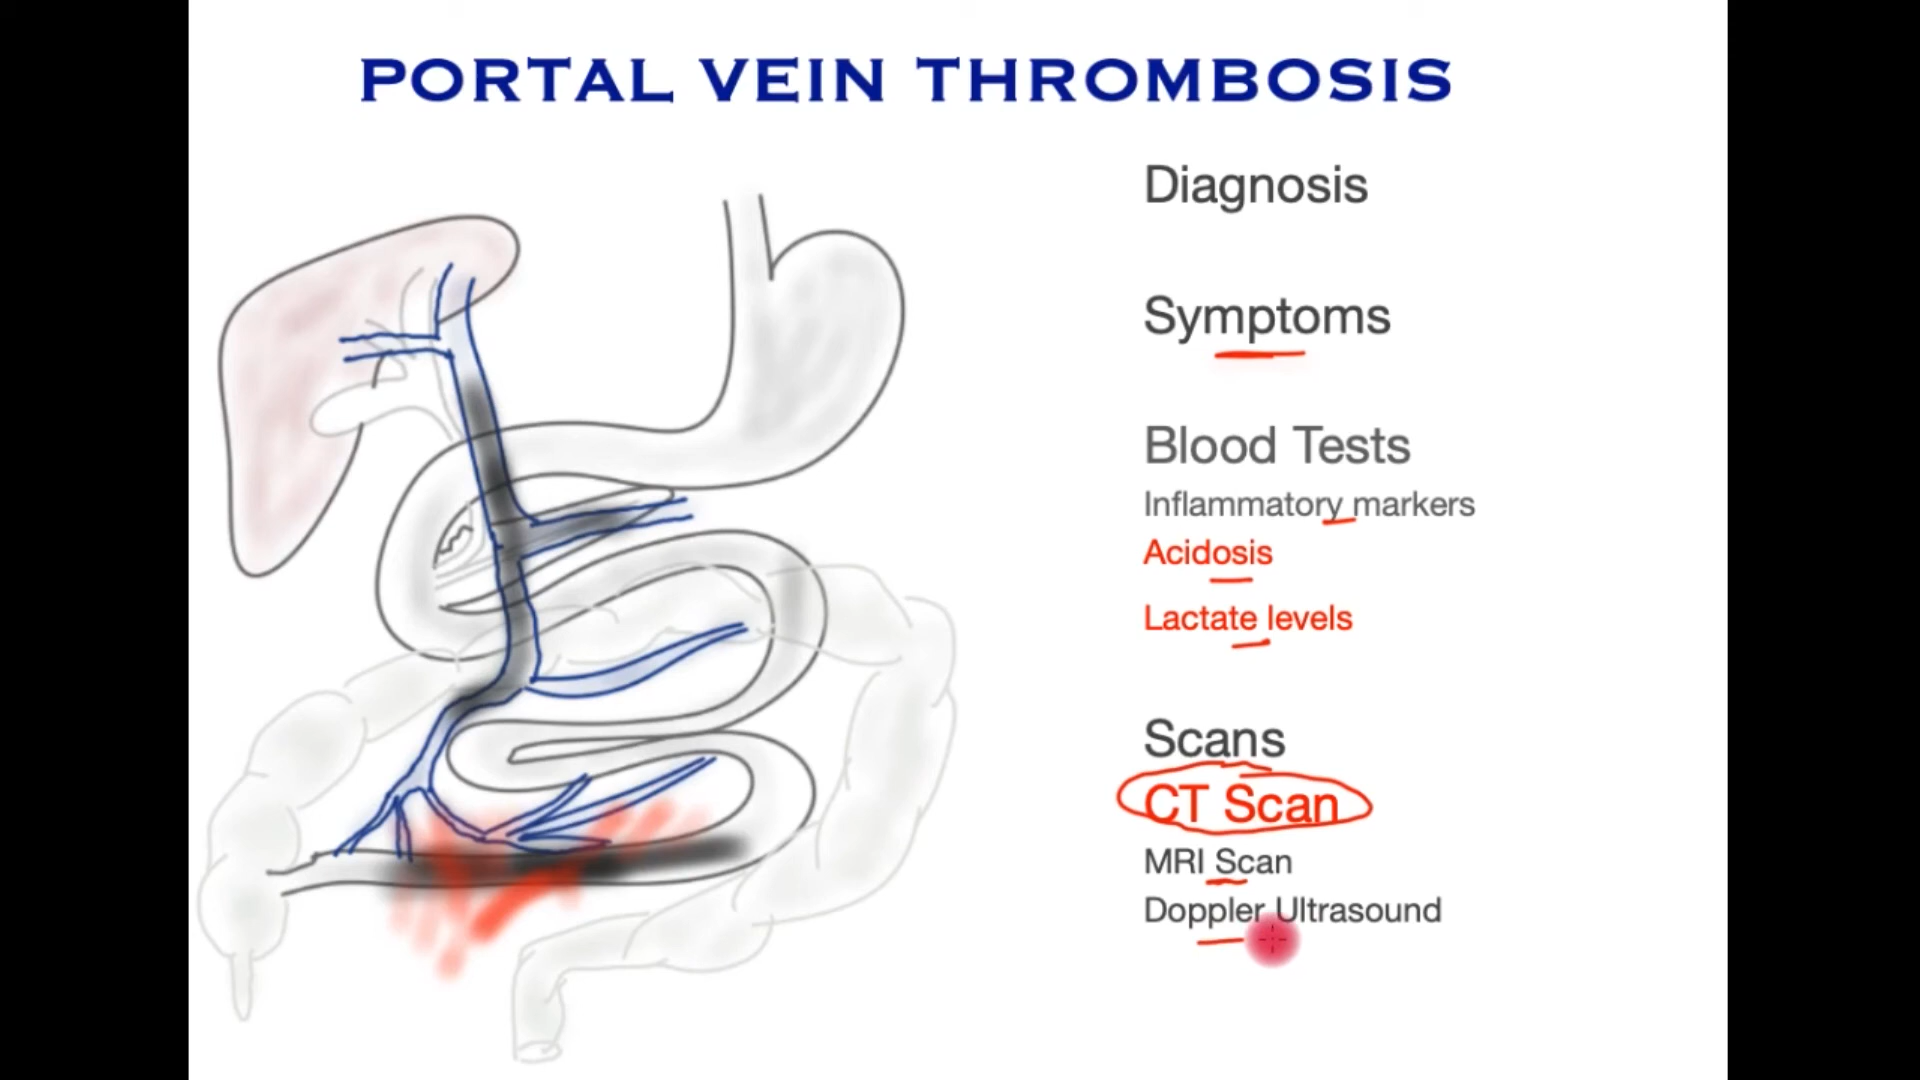 PORTAL VEIN THROMBOSIS
Diagnosis
Symptoms
Blood Tests
Inflammatory markers
Acidosis
Lactate levels
Scans
CT Scan
MRI Scan
Doppler Ultrasound